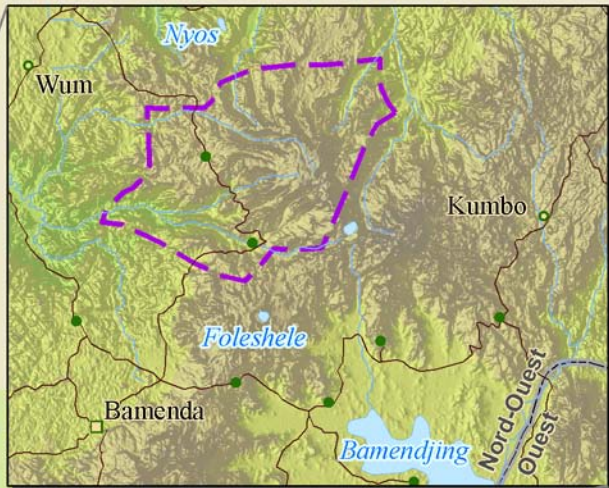 Nyos
Wum
Kumbo
Foleshele
Nord-Ouest
Ouest
Bamenda
Bamendjing